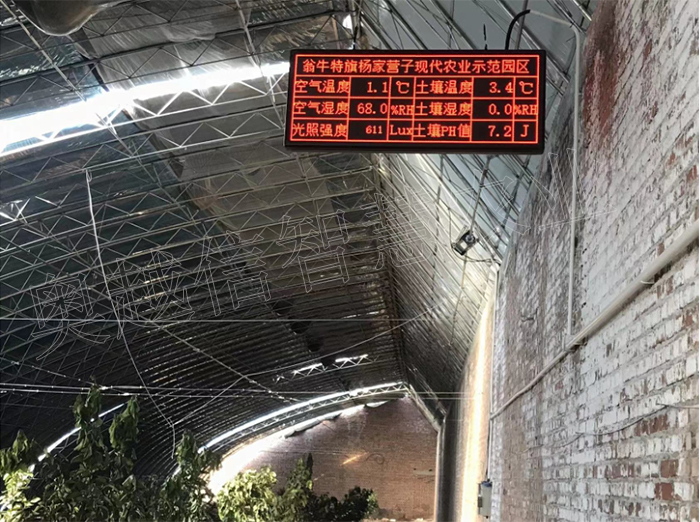 翁牛特旗杨家营子现代农业示范园区
空气温度 1.1 ℃ 土壤温度 3.4 ℃
空气湿度 68.0 %RH 土壤湿度 0.0 %RH
光照强度 611 Lux 土壤PH值 7.2 J